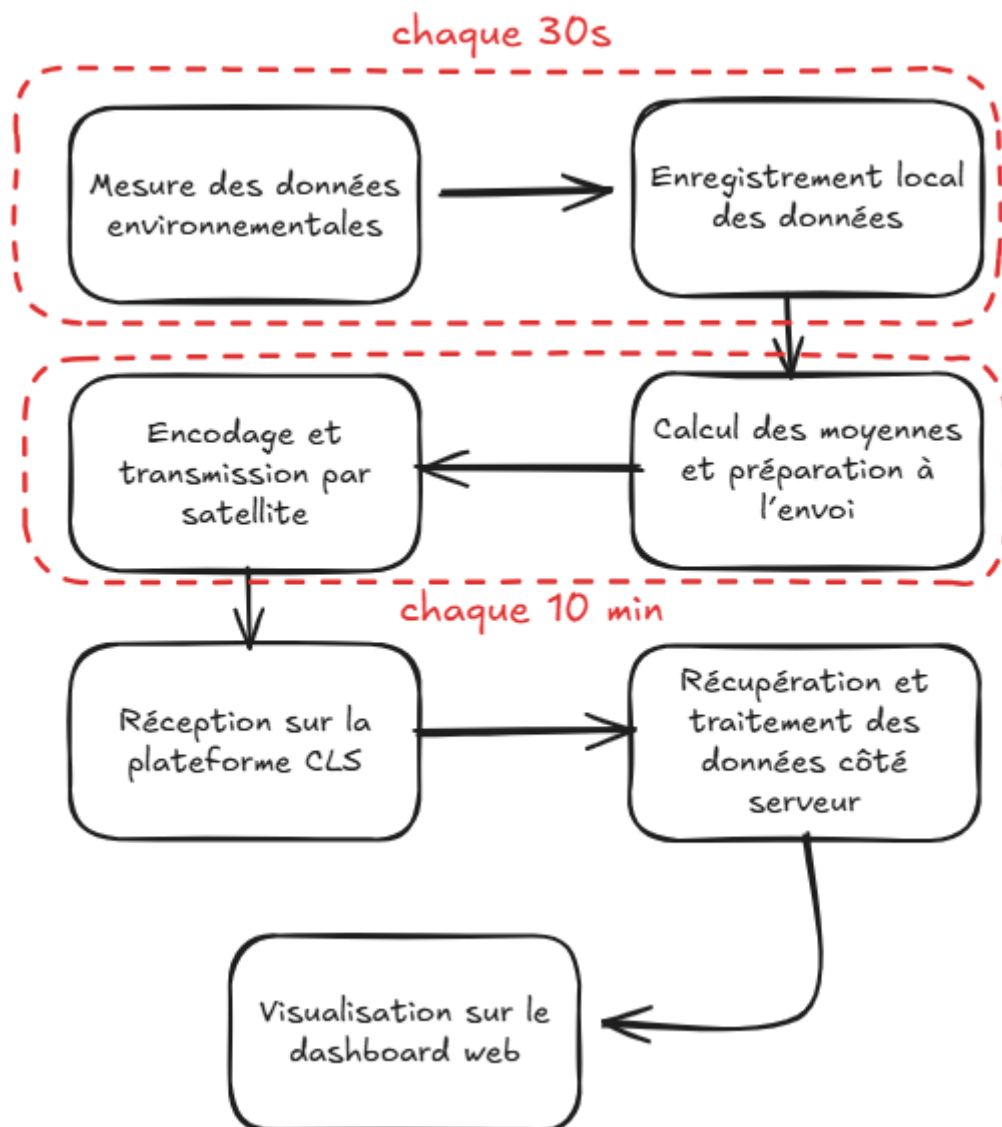 chaque 30s
Mesure des données
environnementales
Enregistrement local
des données
Calcul des moyennes
et préparation à
l'envoi
Encodage et
transmission par
satellite
chaque 10 min
Réception sur la
plateforme CLS
Récupération et
traitement des
données côté
serveur
Visualisation sur le
dashboard web